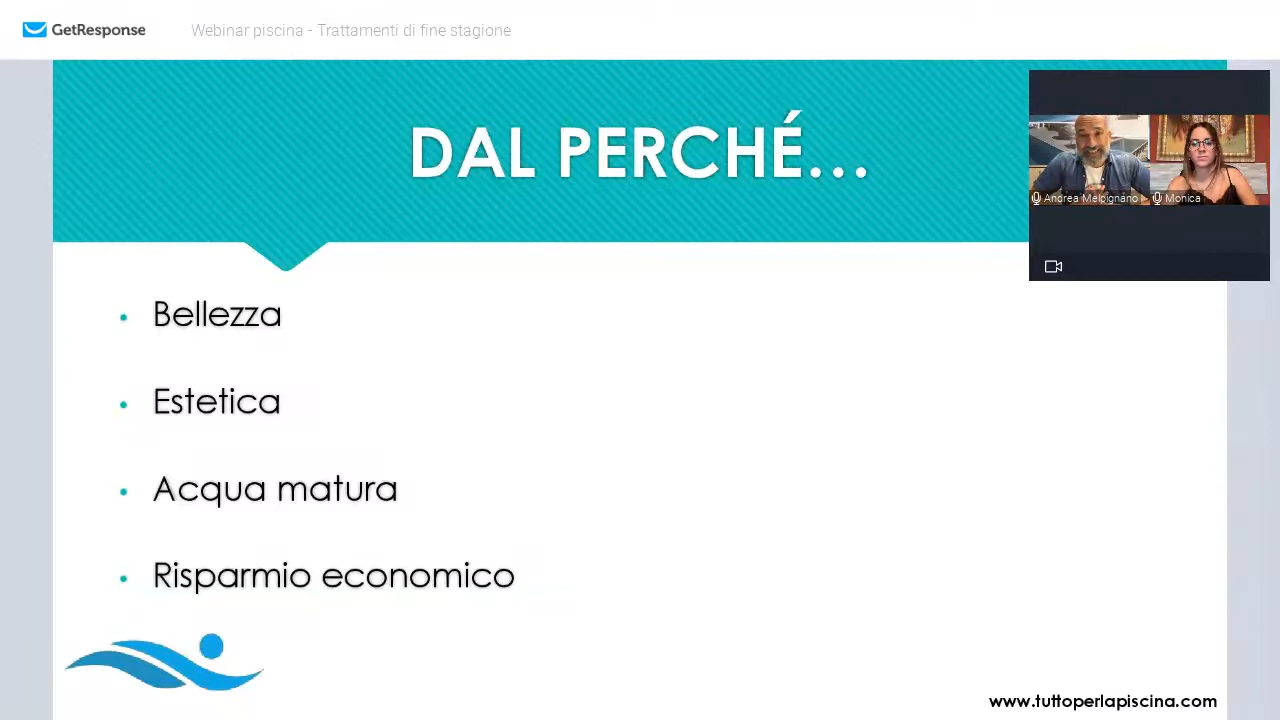 GetResponse
Webinar piscina - Trattamenti di fine stagione
DAL PERCHÉ...
Andrea Melpignano
Monica
• Bellezza
• Estetica
• Acqua matura
• Risparmio economico
www.tuttoperlapiscina.com